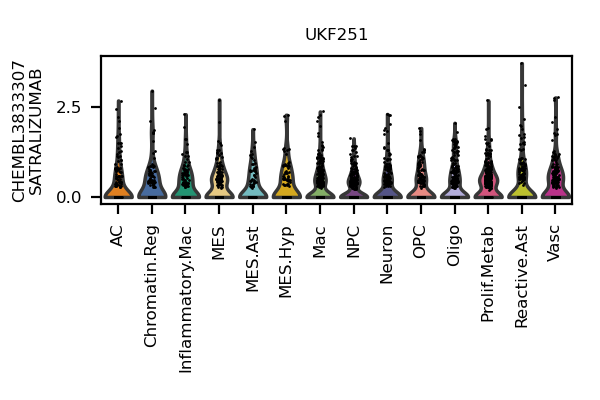 UKF251
CHEMBL3833307
SATRALIZUMAB
2.5
0.0
AC
Chromatin.Reg
Inflammatory.Mac
MES
MES.Ast
MES.Hyp
Mac
NPC
Neuron
OPC
Oligo
Prolif.Metab
Reactive.Ast
Vasc